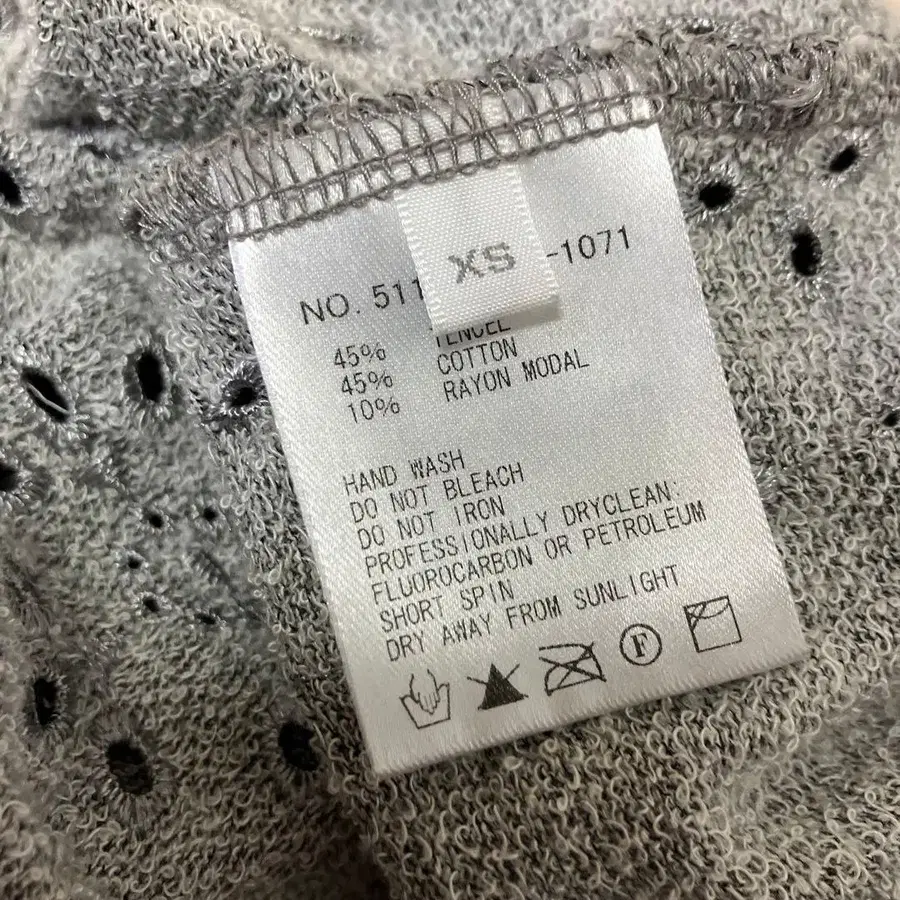 XS
NO. 511 -1071
45% TENCEL
45% COTTON
10% RAYON MODAL
HAND WASH
DO NOT BLEACH
DO NOT IRON
PROFESSIONALLY DRYCLEAN:
FLUOROCARBON OR PETROLEUM
SHORT SPIN
DRY AWAY FROM SUNLIGHT
F